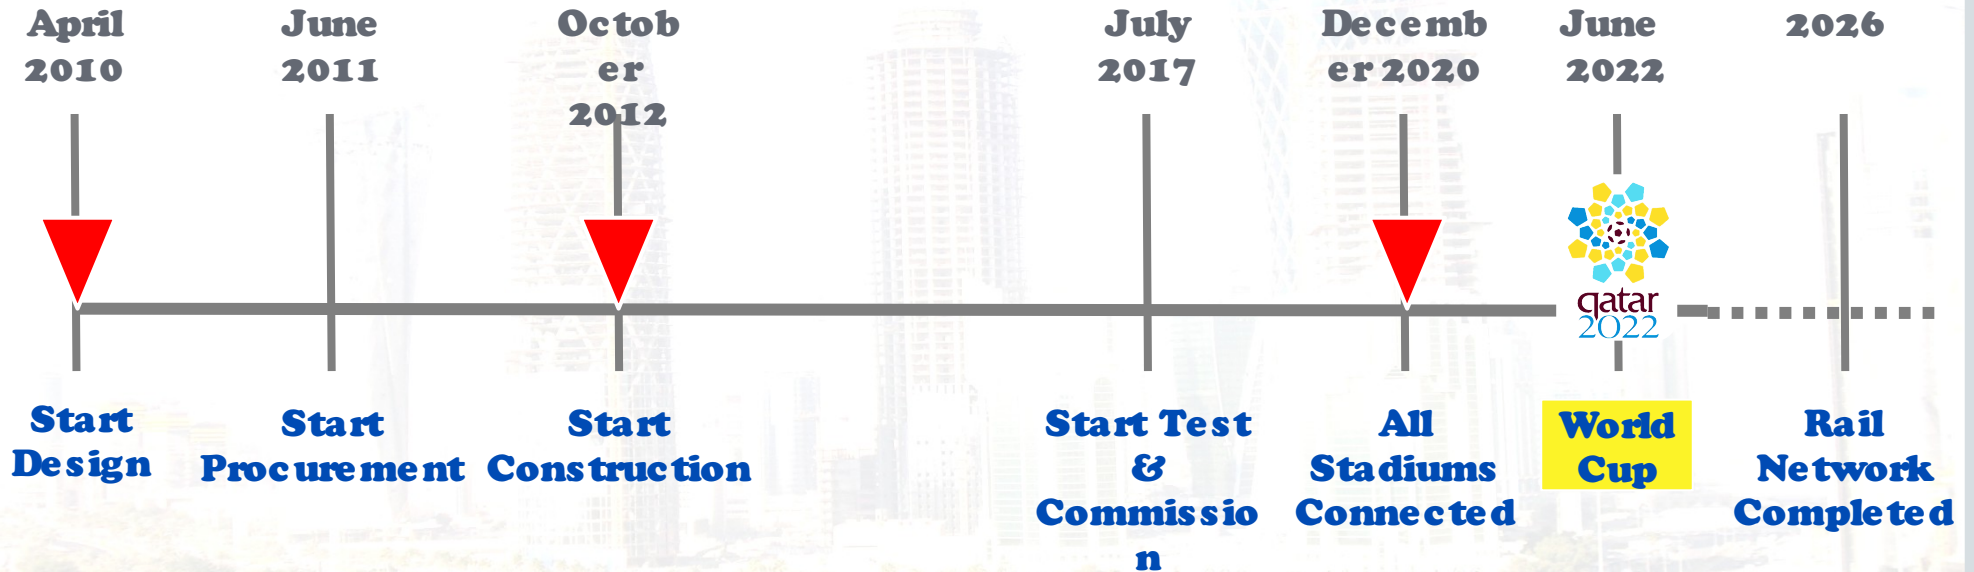 April
2010
June
2011
Octob
er
2012
July
2017
Decemb
er 2020
June
2022
2026
qatar
2022
Start
Design
Start
Procurement
Start
Construction
Start Test
&
Commissio
n
All
Stadiums
Connected
World
Cup
Rail
Network
Completed